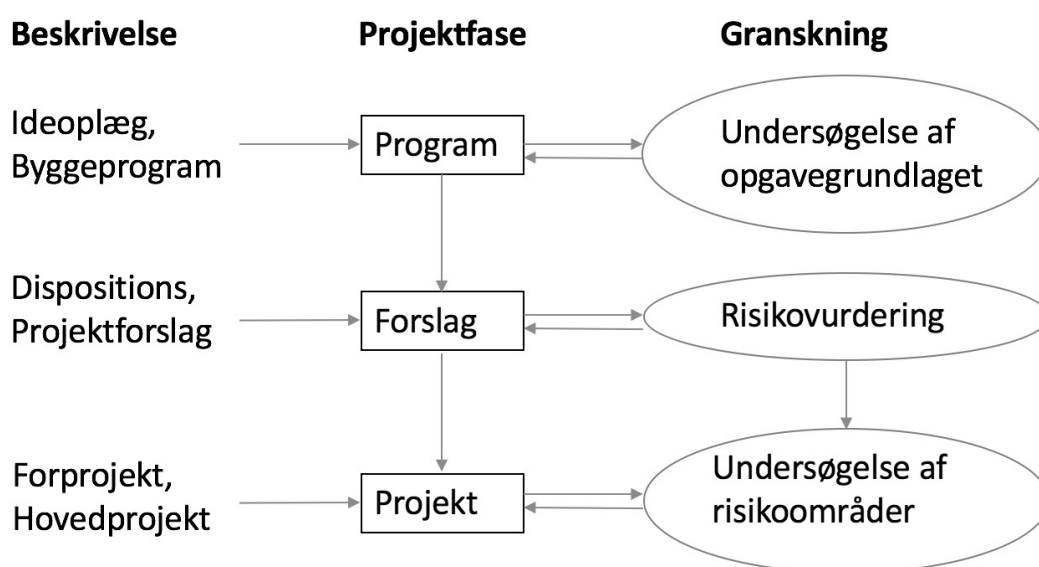 Beskrivelse
Projektfase
Granskning
Ideoplæg,
Byggeprogram
Program
Undersøgelse af
opgavegrundlaget
Dispositions,
Projektforslag
Forslag
Risikovurdering
Forprojekt,
Hovedprojekt
Projekt
Undersøgelse af
risikoområder